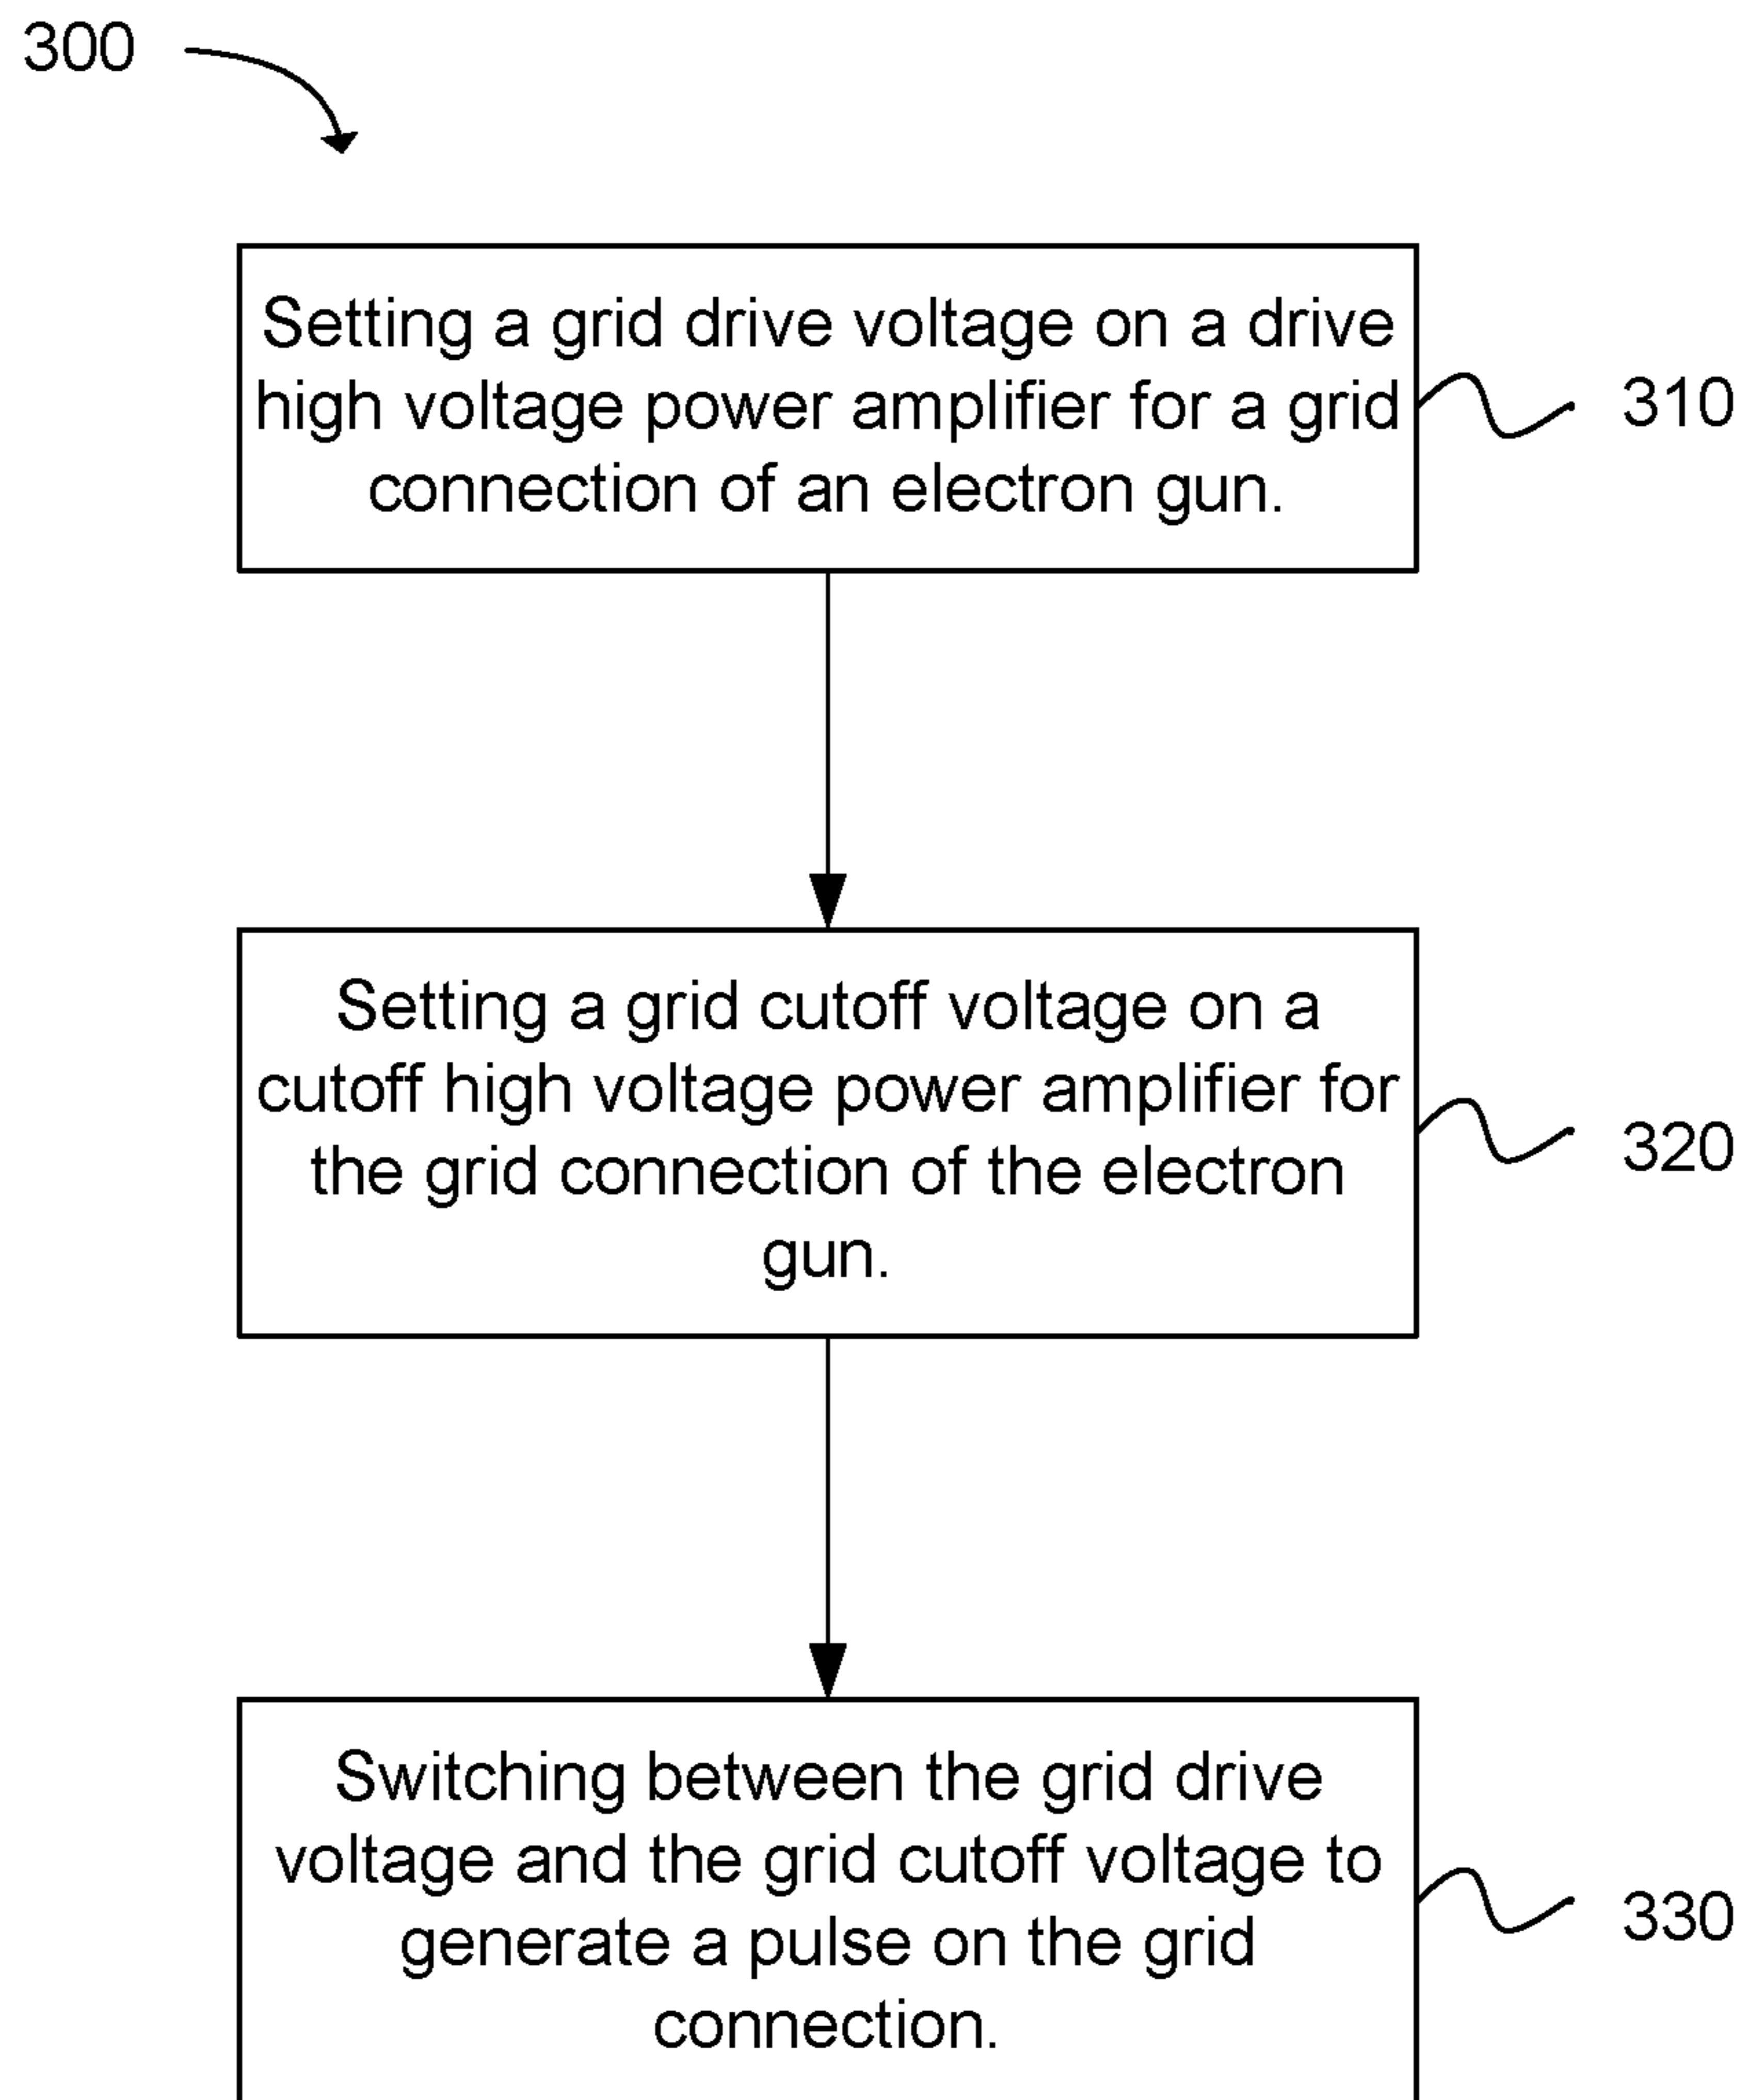 300
Setting a grid drive voltage on a drive
high voltage power amplifier for a grid
connection of an electron gun.
310
Setting a grid cutoff voltage on a
cutoff high voltage power amplifier for
the grid connection of the electron
gun.
320
Switching between the grid drive
voltage and the grid cutoff voltage to
generate a pulse on the grid
connection.
330